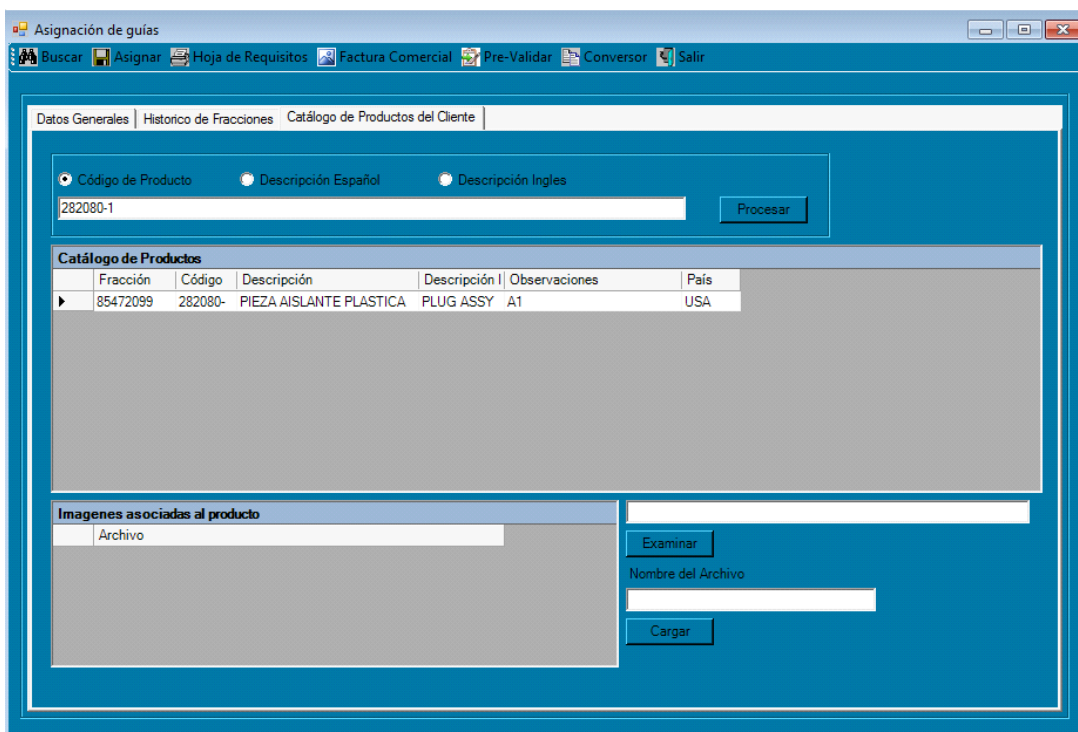 Asignación de guías
Buscar Asignar Hoja de Requisitos Factura Comercial Pre-Validar Conversor Salir
Datos Generales Historico de Fracciones Catálogo de Productos del Cliente
Código de Producto Descripción Español Descripción Ingles
282080-1 Procesar
Catálogo de Productos
Fracción Código Descripción Descripción I Observaciones País
85472099 282080- PIEZA AISLANTE PLASTICA PLUG ASSY A1 USA
Imagenes asociadas al producto
Archivo
Examinar
Nombre del Archivo
Cargar